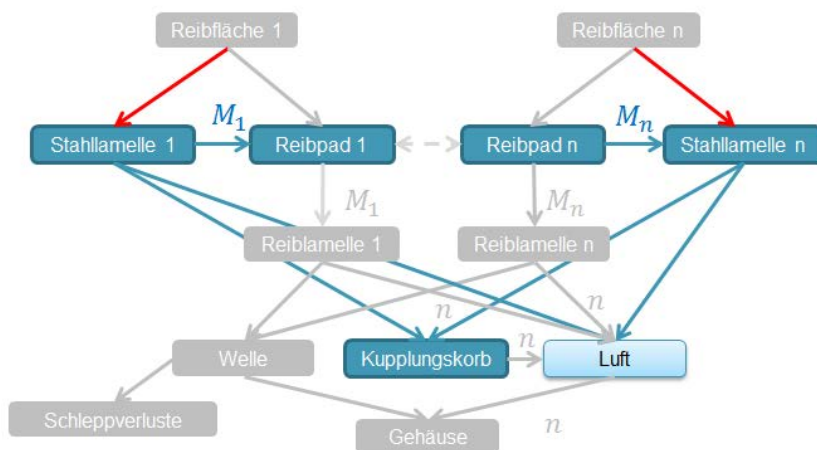 Reibfläche 1
Reibfläche n
M₁
Mₙ
Stahllamelle 1
Reibpad 1
Reibpad n
Stahllamelle n
M₁
Mₙ
Reiblamelle 1
Reiblamelle n
n
n
Welle
Kupplungskorb
Luft
Schleppverluste
Gehäuse
n